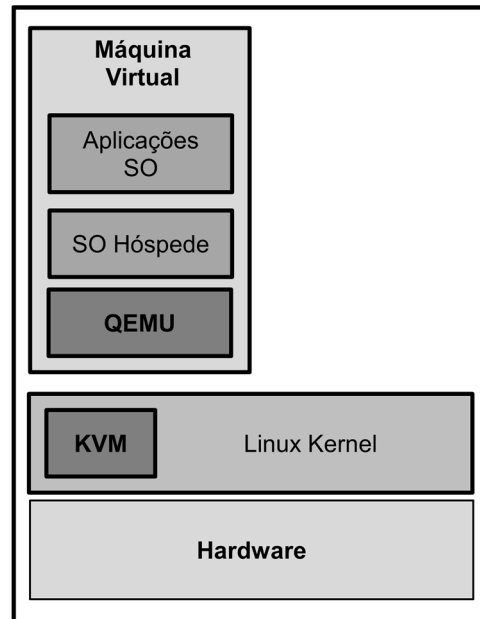 Máquina
Virtual
Aplicações
SO
SO Hóspede
QEMU
KVM
Linux Kernel
Hardware